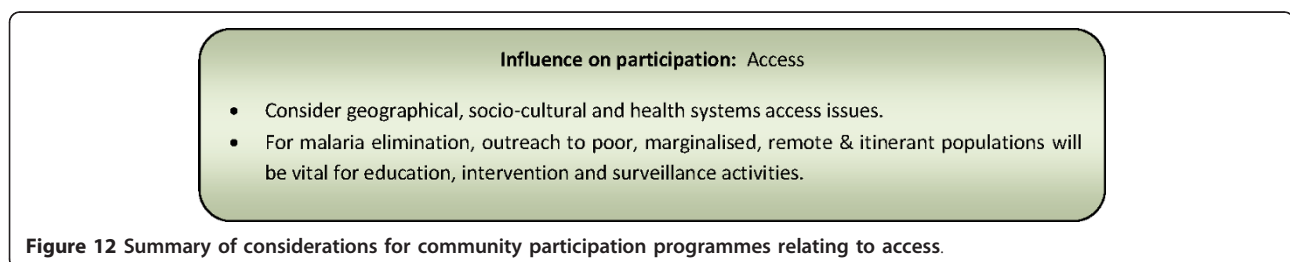 Influence on participation: Access
• Consider geographical, socio-cultural and health systems access issues.
• For malaria elimination, outreach to poor, marginalised, remote & itinerant populations will
be vital for education, intervention and surveillance activities.
Figure 12 Summary of considerations for community participation programmes relating to access.